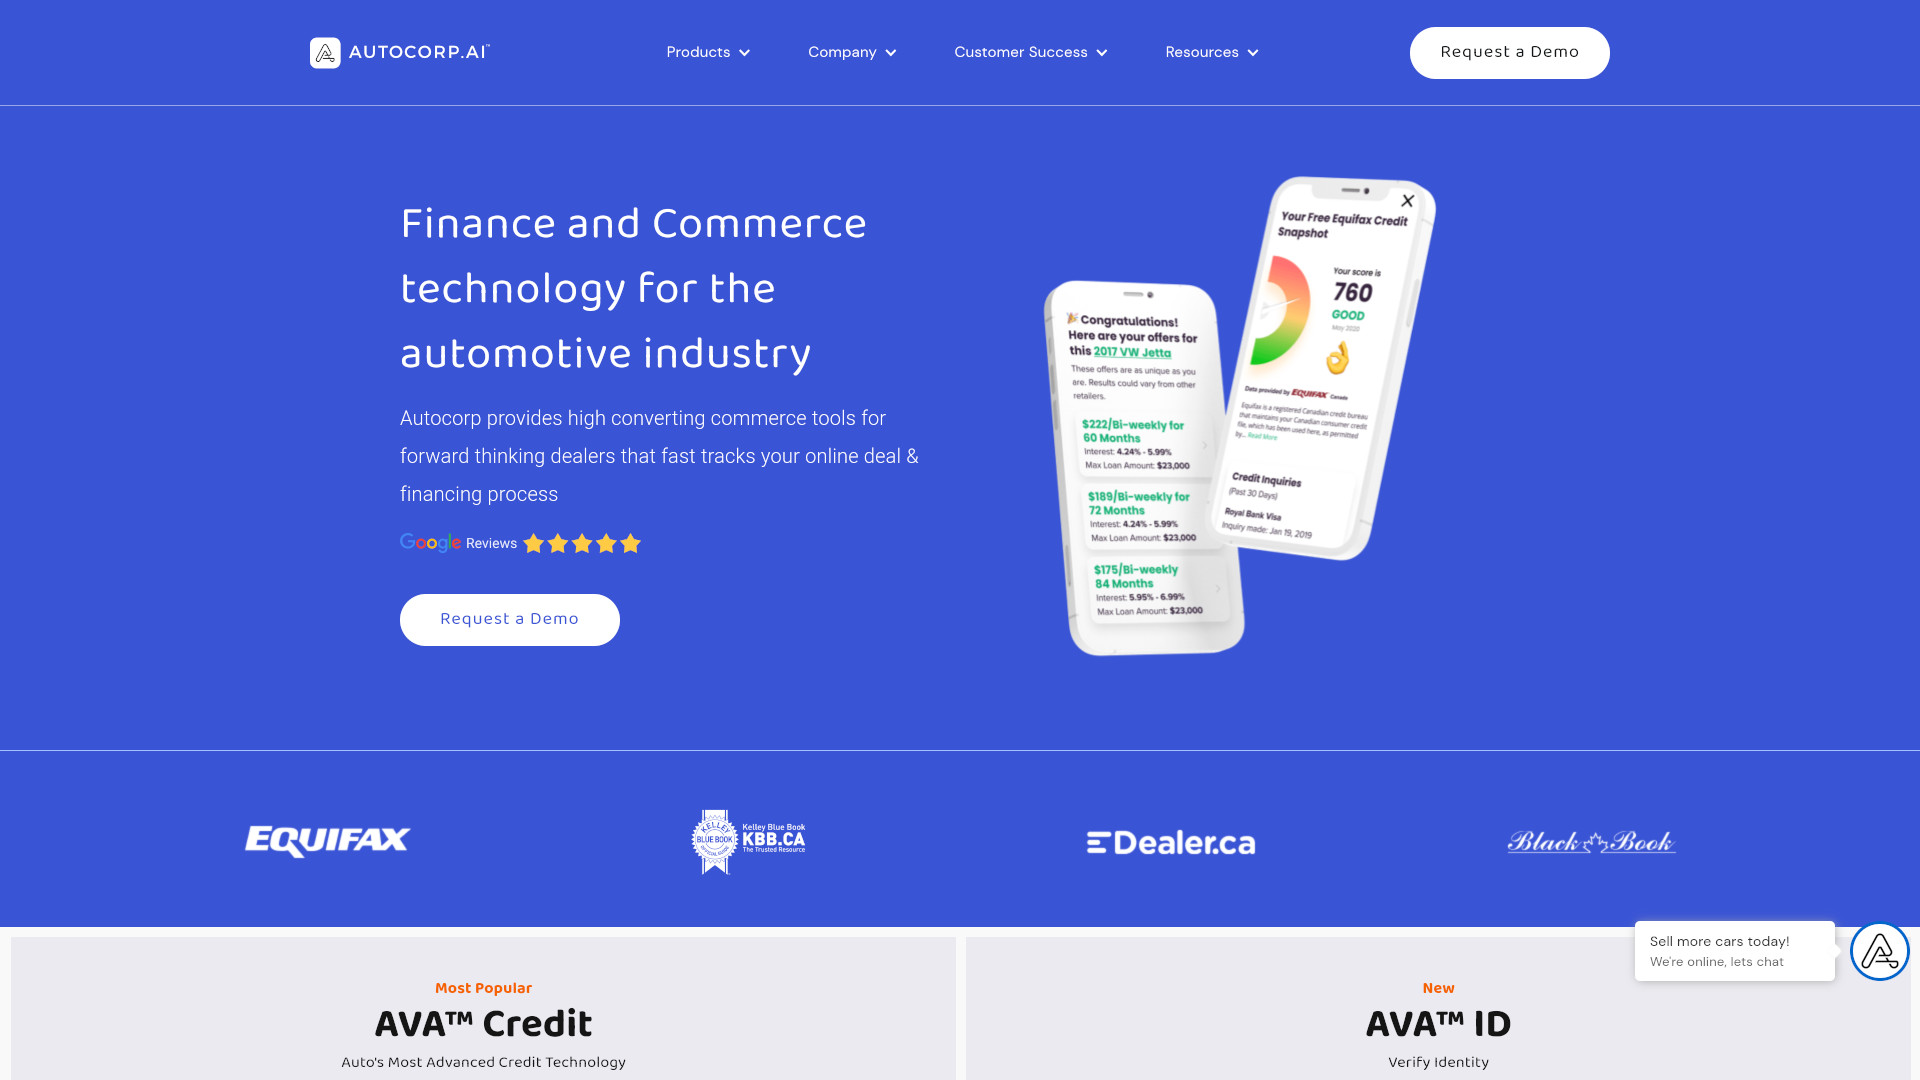 AUTOCORP.AI™
Products
Company
Customer Success
Resources
Request a Demo
Finance and Commerce
technology for the
automotive industry
Autocorp provides high converting commerce tools for
forward thinking dealers that fast tracks your online deal &
financing process
Google Reviews
Request a Demo
🎉 Congratulations!
Here are your offers for
this 2017 VW Jetta
These offers are as unique as you
are. Results could vary from other
retailers.
$222/Bi-weekly for
60 Months
Interest: 4.24% - 5.99%
Max Loan Amount: $23,000
$189/Bi-weekly for
72 Months
Interest: 4.24% - 5.99%
Max Loan Amount: $23,000
$175/Bi-weekly
84 Months
Interest: 5.95% - 6.99%
Max Loan Amount: $23,000
X
Your Free Equifax Credit
Snapshot
Your score is
760
GOOD
May 2020
👌
Data provided by EQUIFAX Canada
Equifax is a registered Canadian credit bureau
that maintains your Canadian consumer credit
file, which has been used here, as permitted
by... Read More
Credit Inquiries
(Past 30 Days)
Royal Bank Visa
Inquiry made: Jan 19, 2019
EQUIFAX
KELLEY
BLUE BOOK
OFFICIAL GUIDE
Kelley Blue Book
KBB.CA
The Trusted Resource
EDealer.ca
Black Book
Most Popular
AVA™ Credit
Auto's Most Advanced Credit Technology
New
AVA™ ID
Verify Identity
Sell more cars today!
We're online, lets chat